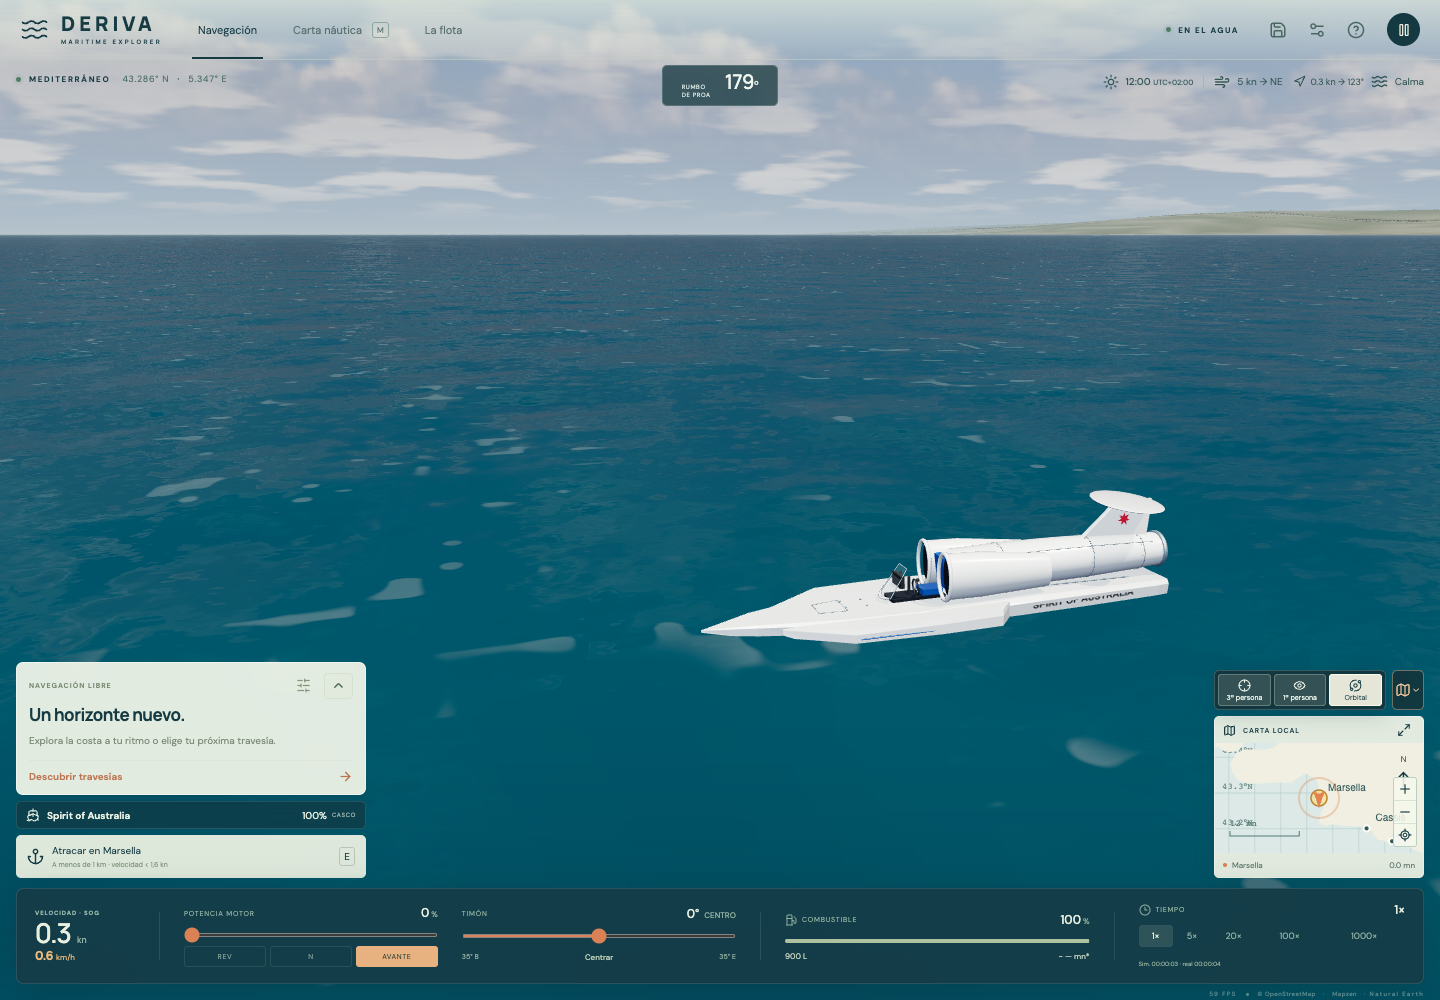 DERIVA
MARITIME EXPLORER
Navegación
Carta náutica M
La flota
EN EL AGUA
MEDITERRÁNEO 43.286° N · 5.347° E
RUMBO DE PROA 179°
12:00 UTC+02:00
5 kn → NE
0.3 kn → 123°
Calma
SPIRIT OF AUSTRALIA
NAVEGACIÓN LIBRE
Un horizonte nuevo.
Explora la costa a tu ritmo o elige tu próxima travesía.
Descubrir travesías
Spirit of Australia 100% CASCO
Atracar en Marsella E
A menos de 1 km · velocidad < 1,6 kn
3ª persona
1ª persona
Orbital
CARTA LOCAL
N
43.3°N
Marsella
Marsella 0.0 mn
VELOCIDAD · SOG
0.3 kn
0.6 km/h
POTENCIA MOTOR 0 %
REV N AVANTE
TIMÓN 0° CENTRO
35° B Centrar 35° E
COMBUSTIBLE 100 %
900 L - — mn*
TIEMPO 1×
1× 5× 20× 100× 1000×
Sim. 00:00:03 · real 00:00:04
59 FPS © OpenStreetMap · Mapzen · Natural Earth